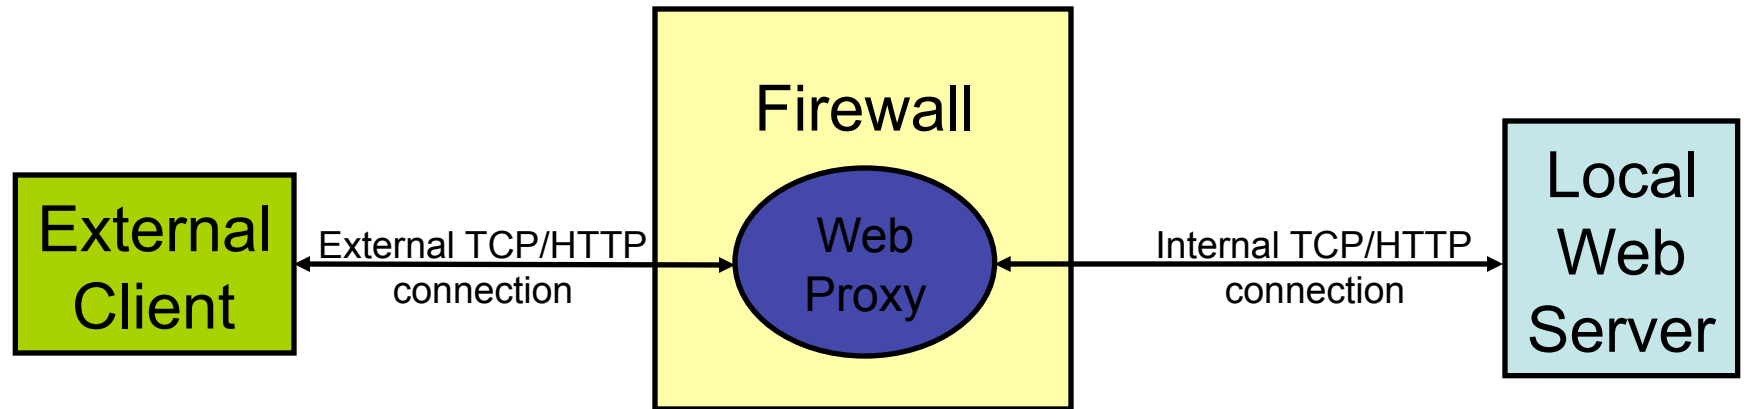 Firewall
External
Client
External TCP/HTTP
connection
Web
Proxy
Internal TCP/HTTP
connection
Local
Web
Server